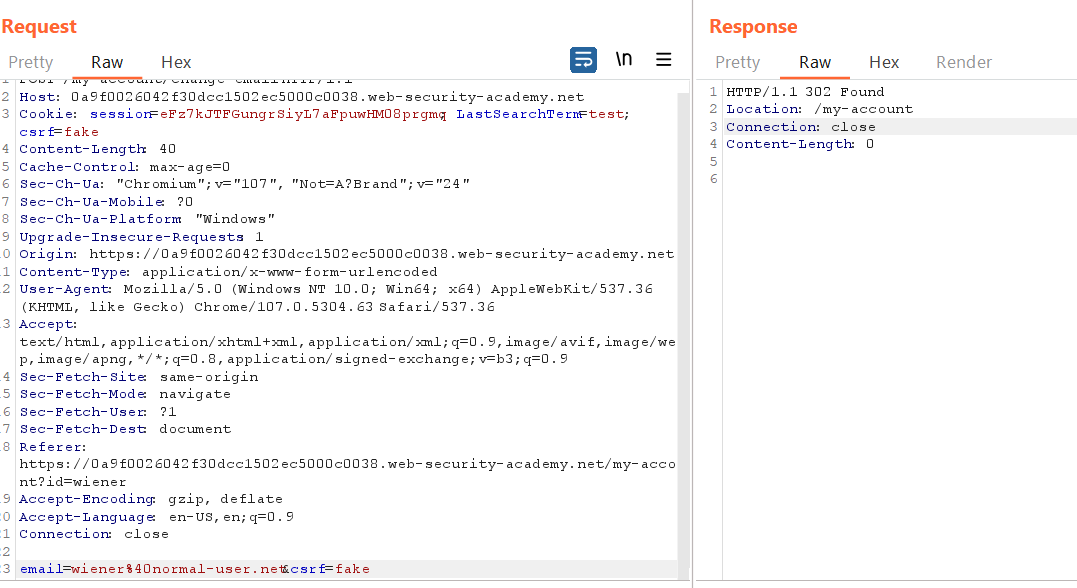 Request
Response
Pretty Raw Hex \n
Pretty Raw Hex Render
1 POST /my-account/change-email HTTP/1.1
2 Host: 0a9f0026042f30dcc1502ec5000c0038.web-security-academy.net
3 Cookie: session=eFz7kJTFGungrSiyL7aFpuwHM08prgmq; LastSearchTerm=test;
csrf=fake
4 Content-Length: 40
5 Cache-Control: max-age=0
6 Sec-Ch-Ua: "Chromium";v="107", "Not=A?Brand";v="24"
7 Sec-Ch-Ua-Mobile: ?0
8 Sec-Ch-Ua-Platform: "Windows"
9 Upgrade-Insecure-Requests: 1
0 Origin: https://0a9f0026042f30dcc1502ec5000c0038.web-security-academy.net
1 Content-Type: application/x-www-form-urlencoded
2 User-Agent: Mozilla/5.0 (Windows NT 10.0; Win64; x64) AppleWebKit/537.36
(KHTML, like Gecko) Chrome/107.0.5304.63 Safari/537.36
3 Accept:
text/html,application/xhtml+xml,application/xml;q=0.9,image/avif,image/we
p,image/apng,*/*;q=0.8,application/signed-exchange;v=b3;q=0.9
4 Sec-Fetch-Site: same-origin
5 Sec-Fetch-Mode: navigate
6 Sec-Fetch-User: ?1
7 Sec-Fetch-Dest: document
8 Referer:
https://0a9f0026042f30dcc1502ec5000c0038.web-security-academy.net/my-acco
nt?id=wiener
9 Accept-Encoding: gzip, deflate
0 Accept-Language: en-US,en;q=0.9
1 Connection: close
2
3 email=wiener%40normal-user.net&csrf=fake
1 HTTP/1.1 302 Found
2 Location: /my-account
3 Connection: close
4 Content-Length: 0
5
6